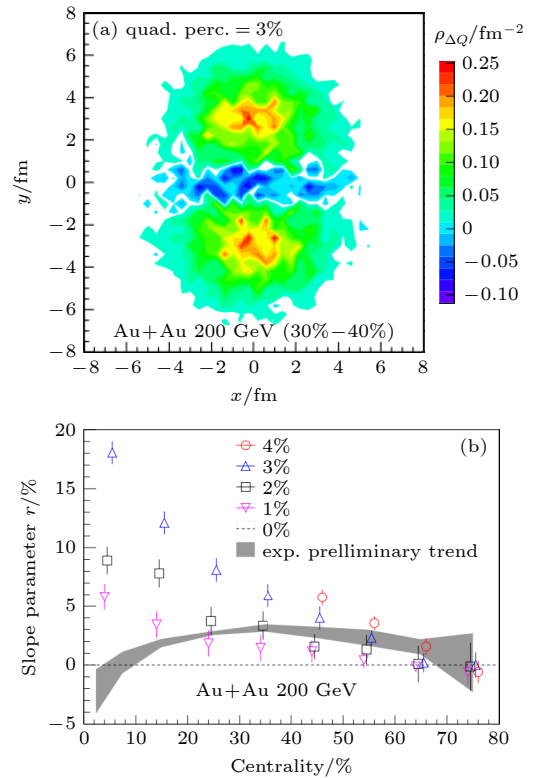 (a) quad. perc. = 3%
ρΔQ/fm−2
8
6
4
2
0
−2
−4
−6
−8
y/fm
0.25
0.20
0.15
0.10
0.05
0
−0.05
−0.10
Au+Au 200 GeV (30%−40%)
−8 −6 −4 −2 0 2 4 6 8
x/fm
20
15
10
5
0
−5
Slope parameter r/%
(b)
4%
3%
2%
1%
0%
exp. prelliminary trend
Au+Au 200 GeV
0 10 20 30 40 50 60 70 80
Centrality/%